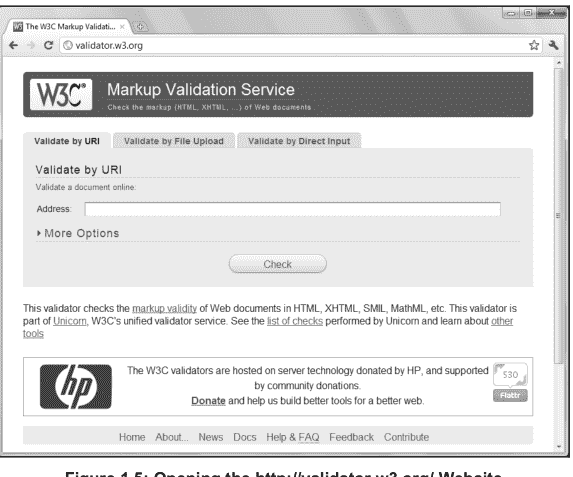 The W3C Markup Validati...
validator.w3.org
W3C® Markup Validation Service
Check the markup (HTML, XHTML, ...) of Web documents
Validate by URI Validate by File Upload Validate by Direct Input
Validate by URI
Validate a document online:
Address:
More Options
Check
This validator checks the markup validity of Web documents in HTML, XHTML, SMIL, MathML, etc. This validator is
part of Unicorn, W3C's unified validator service. See the list of checks performed by Unicorn and learn about other
tools
hp
The W3C validators are hosted on server technology donated by HP, and supported
by community donations.
Donate and help us build better tools for a better web.
530
Flattr
Home About... News Docs Help & FAQ Feedback Contribute
Figure 1.5: Opening the http://validator.w3.org/ Website